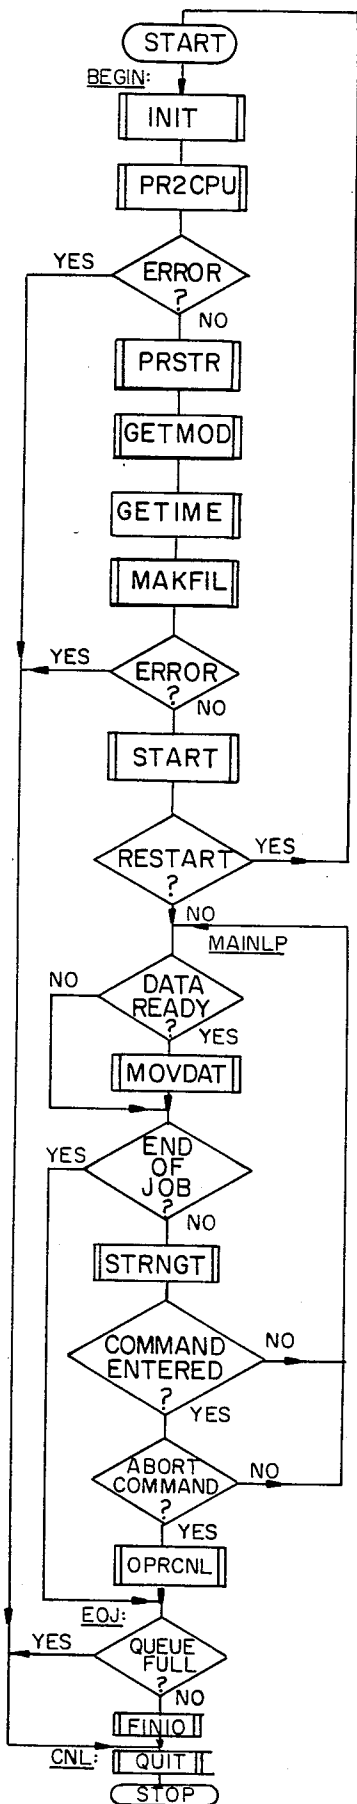 START
BEGIN:
INIT
PR2CPU
YES
ERROR
?
NO
PRSTR
GETMOD
GETIME
MAKFIL
YES
ERROR
?
NO
START
RESTART
?
YES
NO
MAINLP
NO
DATA
READY
?
YES
MOVDAT
YES
END
OF
JOB
?
NO
STRNGT
COMMAND
ENTERED
?
NO
YES
ABORT
COMMAND
?
NO
YES
OPRCNL
EOJ:
YES
QUEUE
FULL
?
NO
FINIO
CNL:
QUIT
STOP